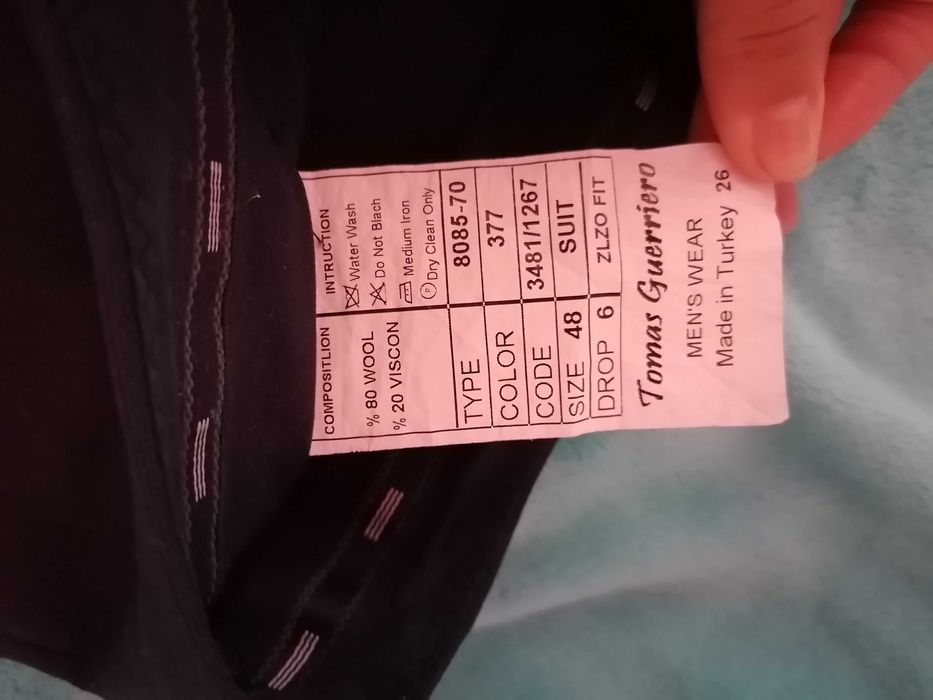 COMPOSITLION INTRUCTION
% 80 WOOL
% 20 VISCON
Water Wash
Do Not Blach
Medium Iron
P Dry Clean Only
TYPE 8085-70
COLOR 377
CODE 3481/1267
SIZE 48 SUIT
DROP 6 ZLZO FIT
Tomas Guerriero
MEN'S WEAR
Made in Turkey 26